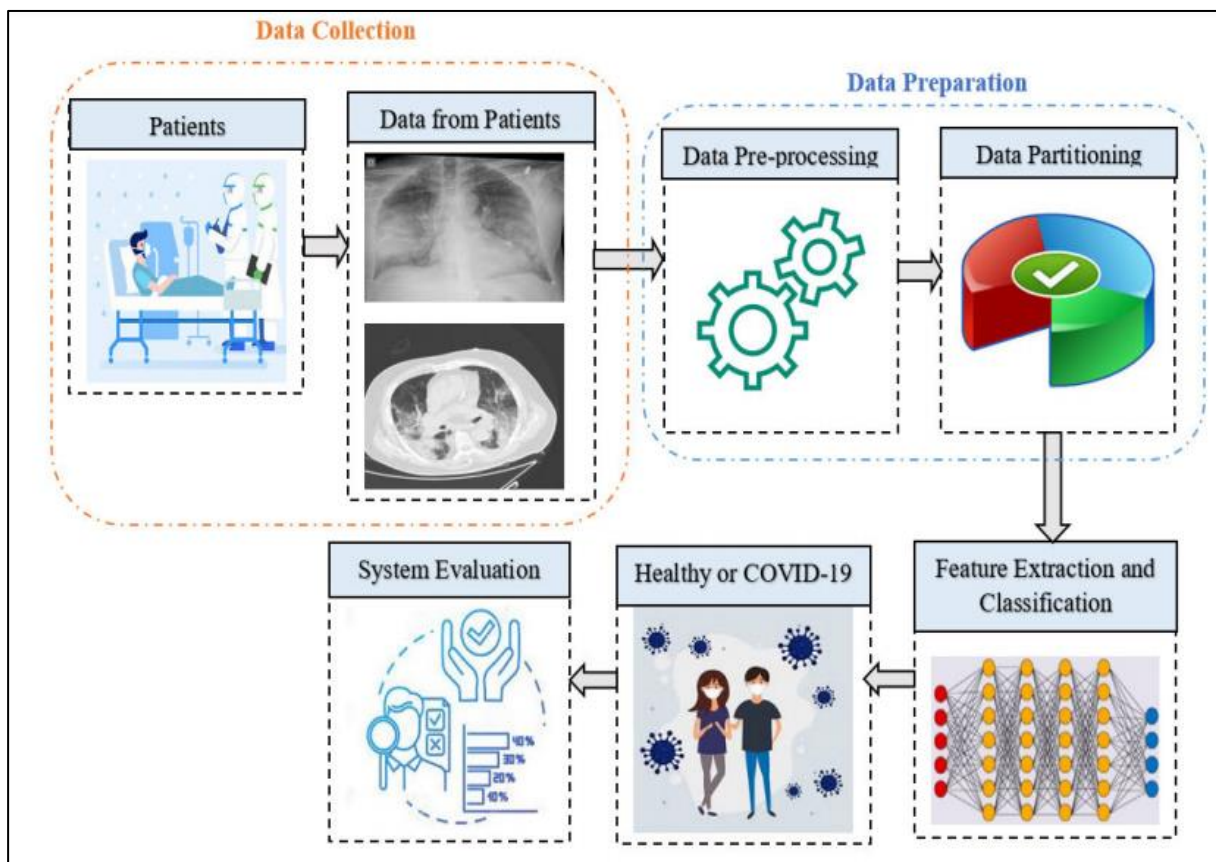 Data Collection
Data Preparation
Patients
Data from Patients
Data Pre-processing
Data Partitioning
System Evaluation
Healthy or COVID-19
Feature Extraction and
Classification
40%
30%
20%
10%